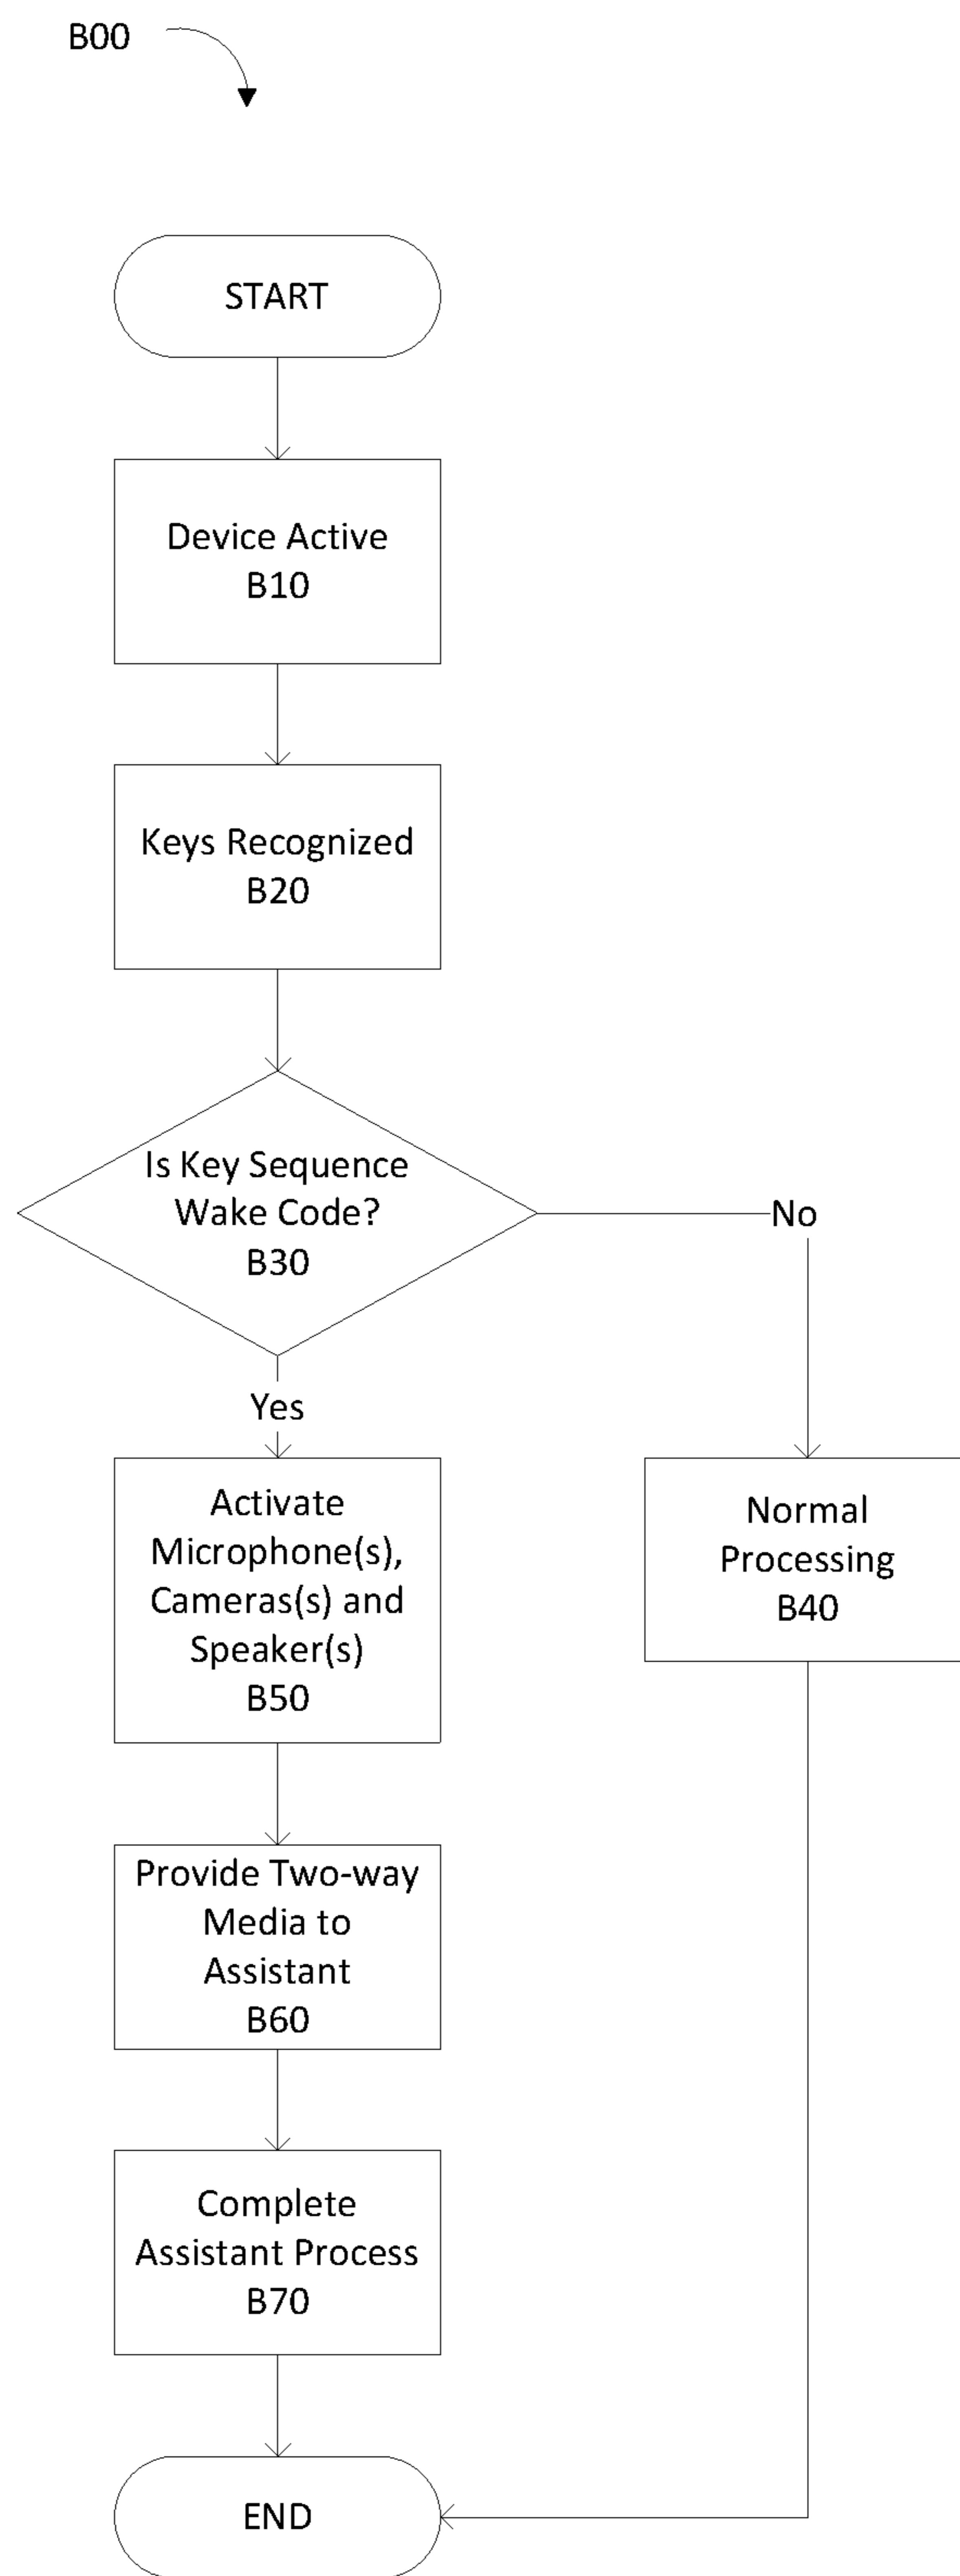 B00
START
Device Active
B10
Keys Recognized
B20
Is Key Sequence
Wake Code?
B30
No
Yes
Activate
Microphone(s),
Cameras(s) and
Speaker(s)
B50
Normal
Processing
B40
Provide Two-way
Media to
Assistant
B60
Complete
Assistant Process
B70
END